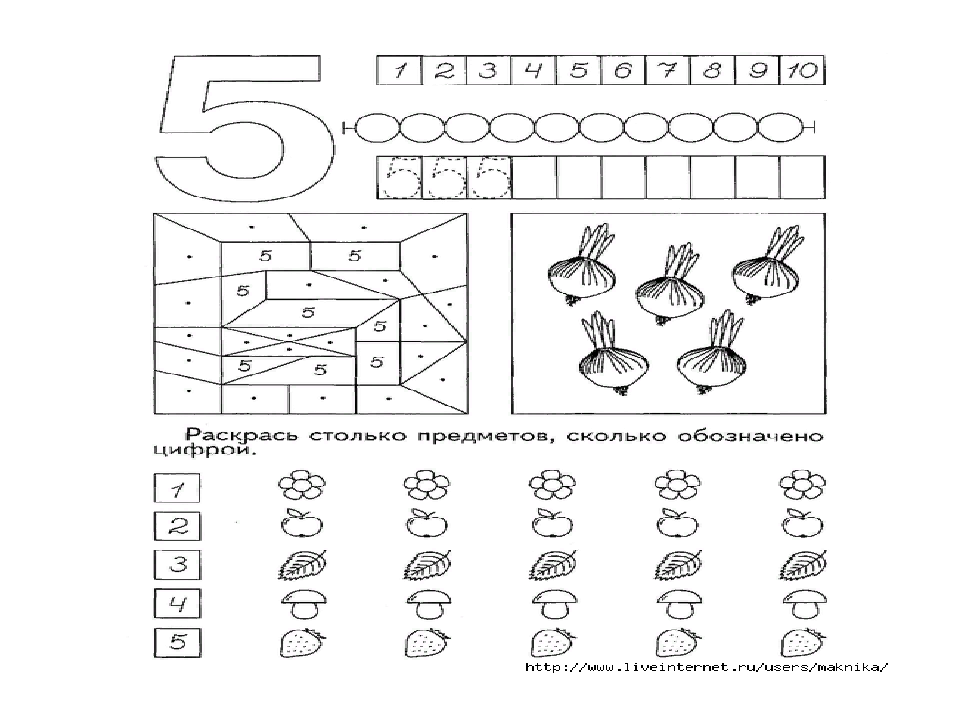 5
1 2 3 4 5 6 7 8 9 10
5 5 5
5 5
5
5
5
5 5 5
Раскрась столько предметов, сколько обозначено
цифрой.
1
2
3
4
5
http://www.liveinternet.ru/users/maknika/